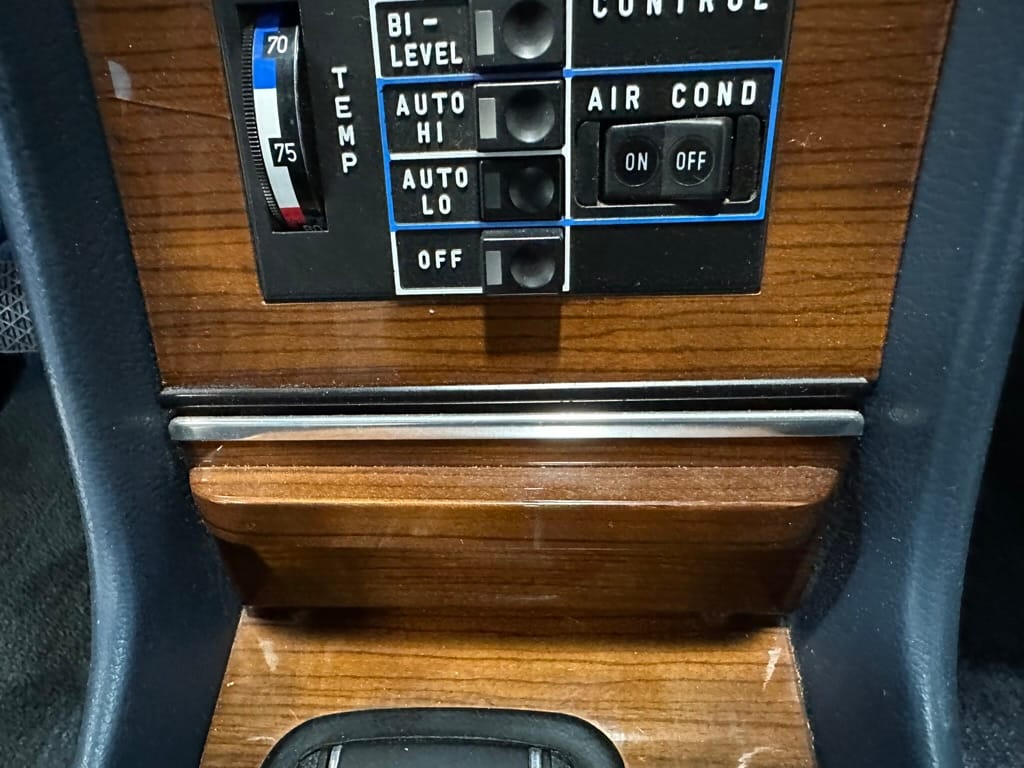 CONTROL
70
75
TEMP
BI-
LEVEL
AUTO
HI
AUTO
LO
OFF
AIR COND
ON OFF